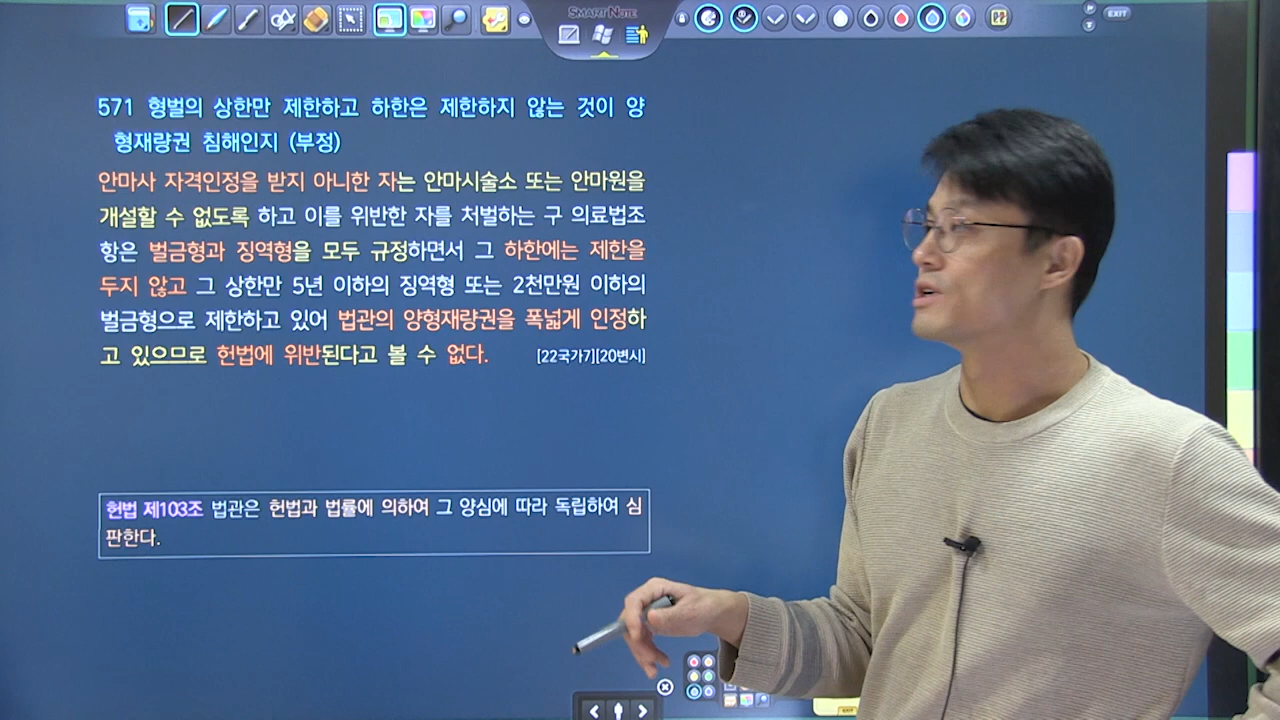 SMART NOTE
EXIT
571 형벌의 상한만 제한하고 하한은 제한하지 않는 것이 양
형재량권 침해인지 (부정)
안마사 자격인정을 받지 아니한 자는 안마시술소 또는 안마원을
개설할 수 없도록 하고 이를 위반한 자를 처벌하는 구 의료법조
항은 벌금형과 징역형을 모두 규정하면서 그 하한에는 제한을
두지 않고 그 상한만 5년 이하의 징역형 또는 2천만원 이하의
벌금형으로 제한하고 있어 법관의 양형재량권을 폭넓게 인정하
고 있으므로 헌법에 위반된다고 볼 수 없다. [22국가7][20변시]
헌법 제103조 법관은 헌법과 법률에 의하여 그 양심에 따라 독립하여 심
판한다.